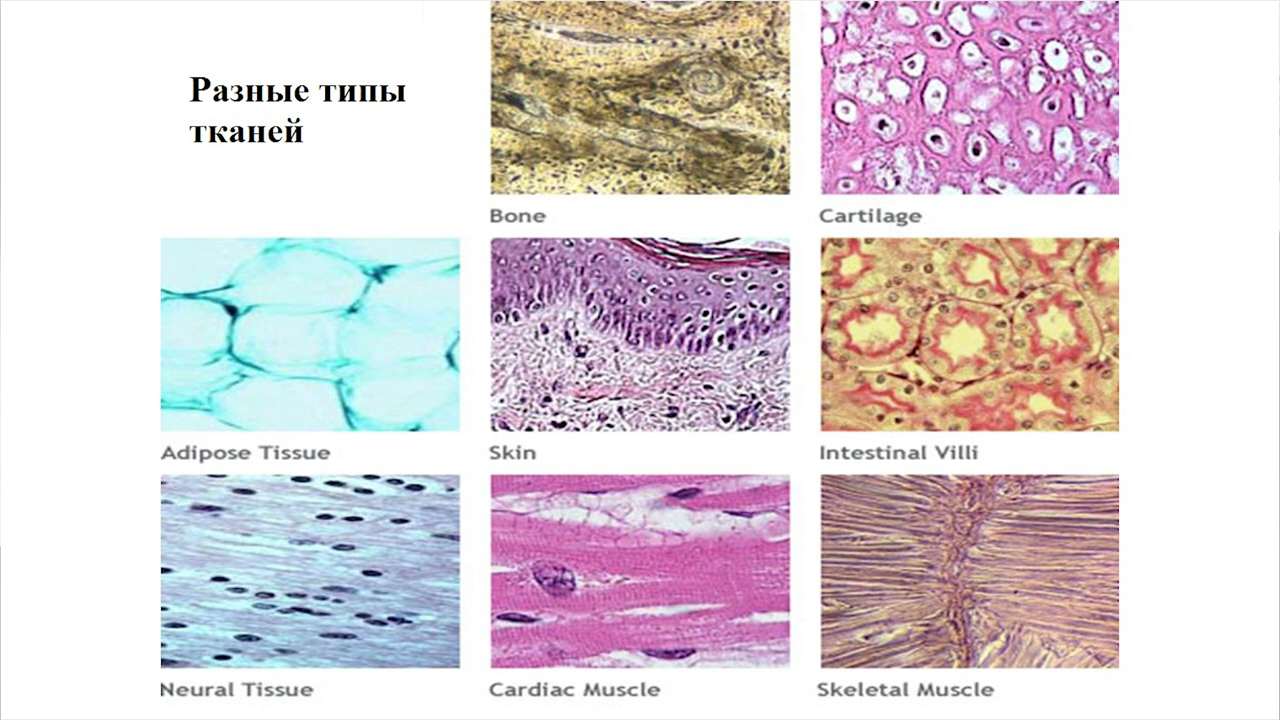 Разные типы
тканей
Bone
Cartilage
Adipose Tissue
Skin
Intestinal Villi
Neural Tissue
Cardiac Muscle
Skeletal Muscle